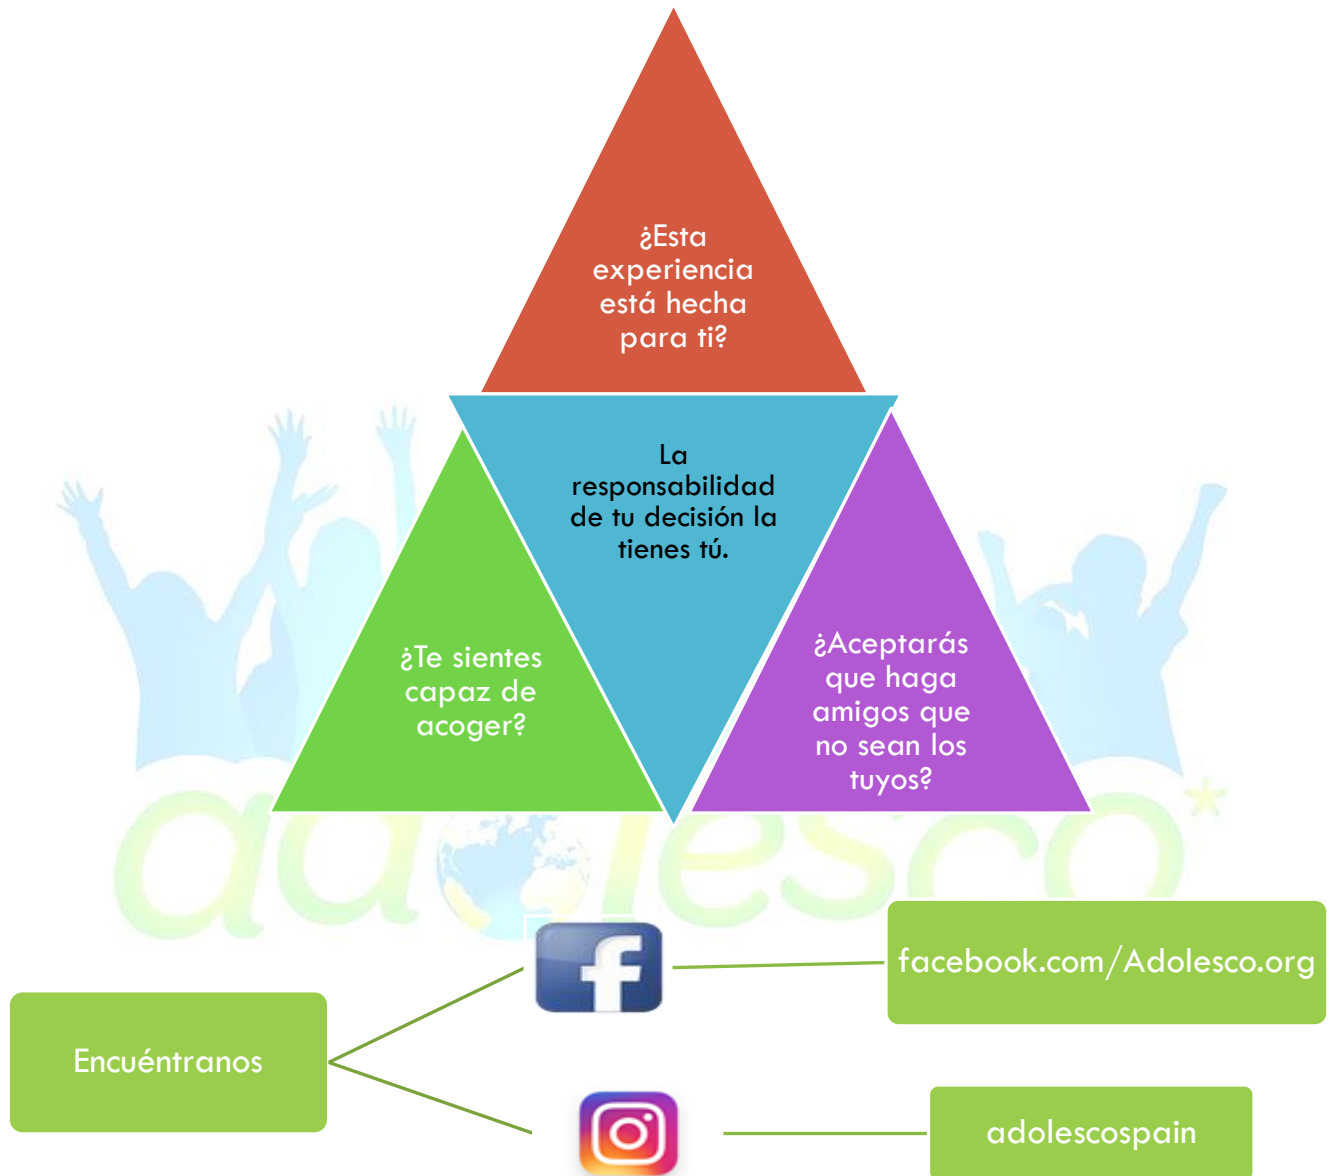 ¿Esta
experiencia
está hecha
para ti?
La
responsabilidad
de tu decisión la
tienes tú.
¿Te sientes
capaz de
acoger?
¿Aceptarás
que haga
amigos que
no sean los
tuyos?
adolesco*
facebook.com/Adolesco.org
Encuéntranos
adolescospain